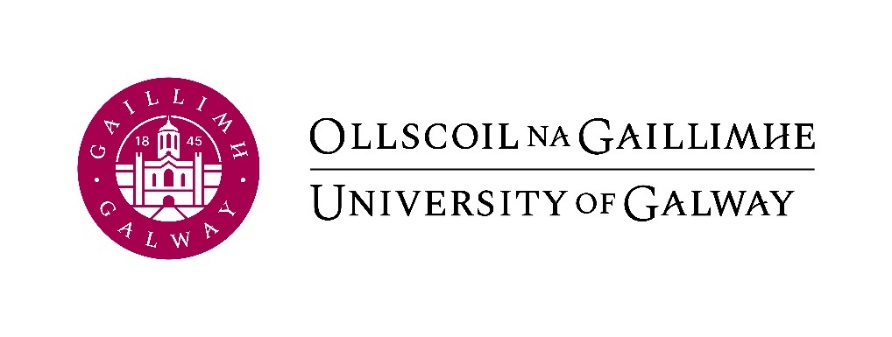 GAILLIMH
18 45
GALWAY
OLLSCOIL NA GAILLIMHE
UNIVERSITY OF GALWAY